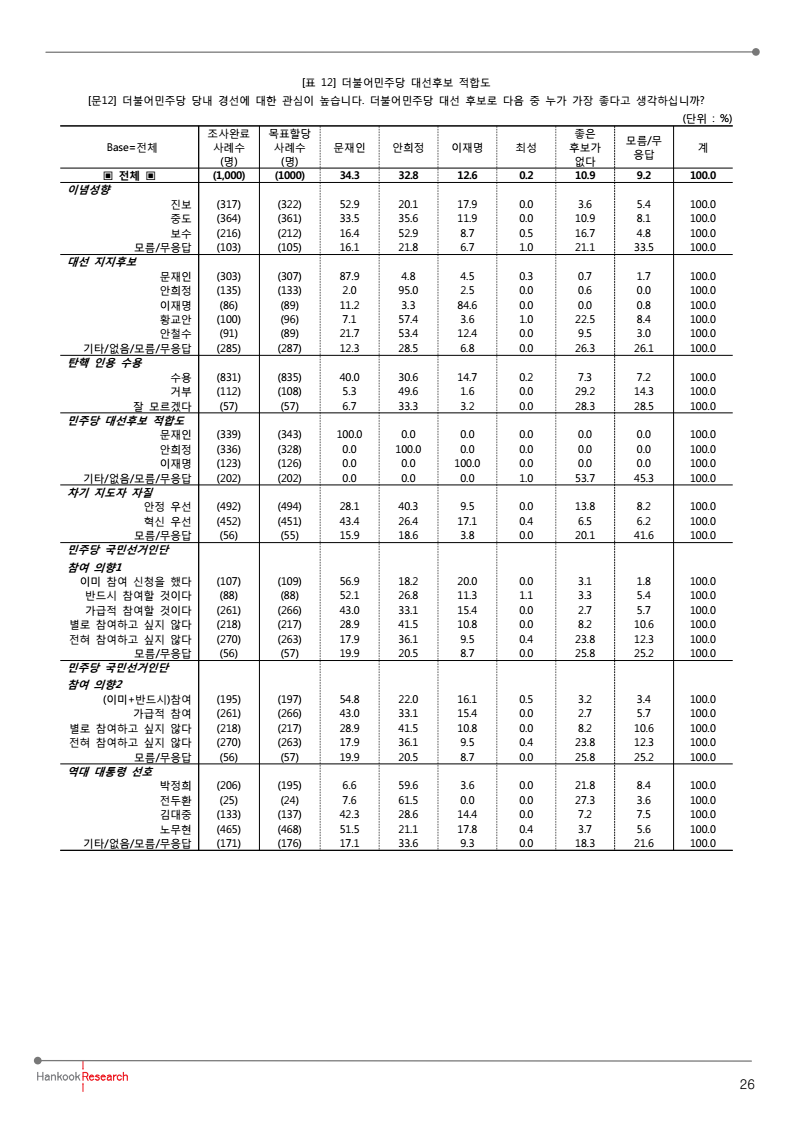 [표 12] 더불어민주당 대선후보 적합도
[문12] 더불어민주당 당내 경선에 대한 관심이 높습니다. 더불어민주당 대선 후보로 다음 중 누가 가장 좋다고 생각하십니까?
(단위 : %)
Base=전체 조사완료 사례수 (명) 목표할당 사례수 (명) 문재인 안희정 이재명 최성 좋은 후보가 없다 모름/무응답 계
▣ 전체 ▣ (1,000) (1000) 34.3 32.8 12.6 0.2 10.9 9.2 100.0
이념성향
진보 (317) (322) 52.9 20.1 17.9 0.0 3.6 5.4 100.0
중도 (364) (361) 33.5 35.6 11.9 0.0 10.9 8.1 100.0
보수 (216) (212) 16.4 52.9 8.7 0.5 16.7 4.8 100.0
모름/무응답 (103) (105) 16.1 21.8 6.7 1.0 21.1 33.5 100.0
대선 지지후보
문재인 (303) (307) 87.9 4.8 4.5 0.3 0.7 1.7 100.0
안희정 (135) (133) 2.0 95.0 2.5 0.0 0.6 0.0 100.0
이재명 (86) (89) 11.2 3.3 84.6 0.0 0.0 0.8 100.0
황교안 (100) (96) 7.1 57.4 3.6 1.0 22.5 8.4 100.0
안철수 (91) (89) 21.7 53.4 12.4 0.0 9.5 3.0 100.0
기타/없음/모름/무응답 (285) (287) 12.3 28.5 6.8 0.0 26.3 26.1 100.0
탄핵 인용 수용
수용 (831) (835) 40.0 30.6 14.7 0.2 7.3 7.2 100.0
거부 (112) (108) 5.3 49.6 1.6 0.0 29.2 14.3 100.0
잘 모르겠다 (57) (57) 6.7 33.3 3.2 0.0 28.3 28.5 100.0
민주당 대선후보 적합도
문재인 (339) (343) 100.0 0.0 0.0 0.0 0.0 0.0 100.0
안희정 (336) (328) 0.0 100.0 0.0 0.0 0.0 0.0 100.0
이재명 (123) (126) 0.0 0.0 100.0 0.0 0.0 0.0 100.0
기타/없음/모름/무응답 (202) (202) 0.0 0.0 0.0 1.0 53.7 45.3 100.0
차기 지도자 자질
안정 우선 (492) (494) 28.1 40.3 9.5 0.0 13.8 8.2 100.0
혁신 우선 (452) (451) 43.4 26.4 17.1 0.4 6.5 6.2 100.0
모름/무응답 (56) (55) 15.9 18.6 3.8 0.0 20.1 41.6 100.0
민주당 국민선거인단
참여 의향1
이미 참여 신청을 했다 (107) (109) 56.9 18.2 20.0 0.0 3.1 1.8 100.0
반드시 참여할 것이다 (88) (88) 52.1 26.8 11.3 1.1 3.3 5.4 100.0
가급적 참여할 것이다 (261) (266) 43.0 33.1 15.4 0.0 2.7 5.7 100.0
별로 참여하고 싶지 않다 (218) (217) 28.9 41.5 10.8 0.0 8.2 10.6 100.0
전혀 참여하고 싶지 않다 (270) (263) 17.9 36.1 9.5 0.4 23.8 12.3 100.0
모름/무응답 (56) (57) 19.9 20.5 8.7 0.0 25.8 25.2 100.0
민주당 국민선거인단
참여 의향2
(이미+반드시)참여 (195) (197) 54.8 22.0 16.1 0.5 3.2 3.4 100.0
가급적 참여 (261) (266) 43.0 33.1 15.4 0.0 2.7 5.7 100.0
별로 참여하고 싶지 않다 (218) (217) 28.9 41.5 10.8 0.0 8.2 10.6 100.0
전혀 참여하고 싶지 않다 (270) (263) 17.9 36.1 9.5 0.4 23.8 12.3 100.0
모름/무응답 (56) (57) 19.9 20.5 8.7 0.0 25.8 25.2 100.0
역대 대통령 선호
박정희 (206) (195) 6.6 59.6 3.6 0.0 21.8 8.4 100.0
전두환 (25) (24) 7.6 61.5 0.0 0.0 27.3 3.6 100.0
김대중 (133) (137) 42.3 28.6 14.4 0.0 7.2 7.5 100.0
노무현 (465) (468) 51.5 21.1 17.8 0.4 3.7 5.6 100.0
기타/없음/모름/무응답 (171) (176) 17.1 33.6 9.3 0.0 18.3 21.6 100.0
Hankook Research
26